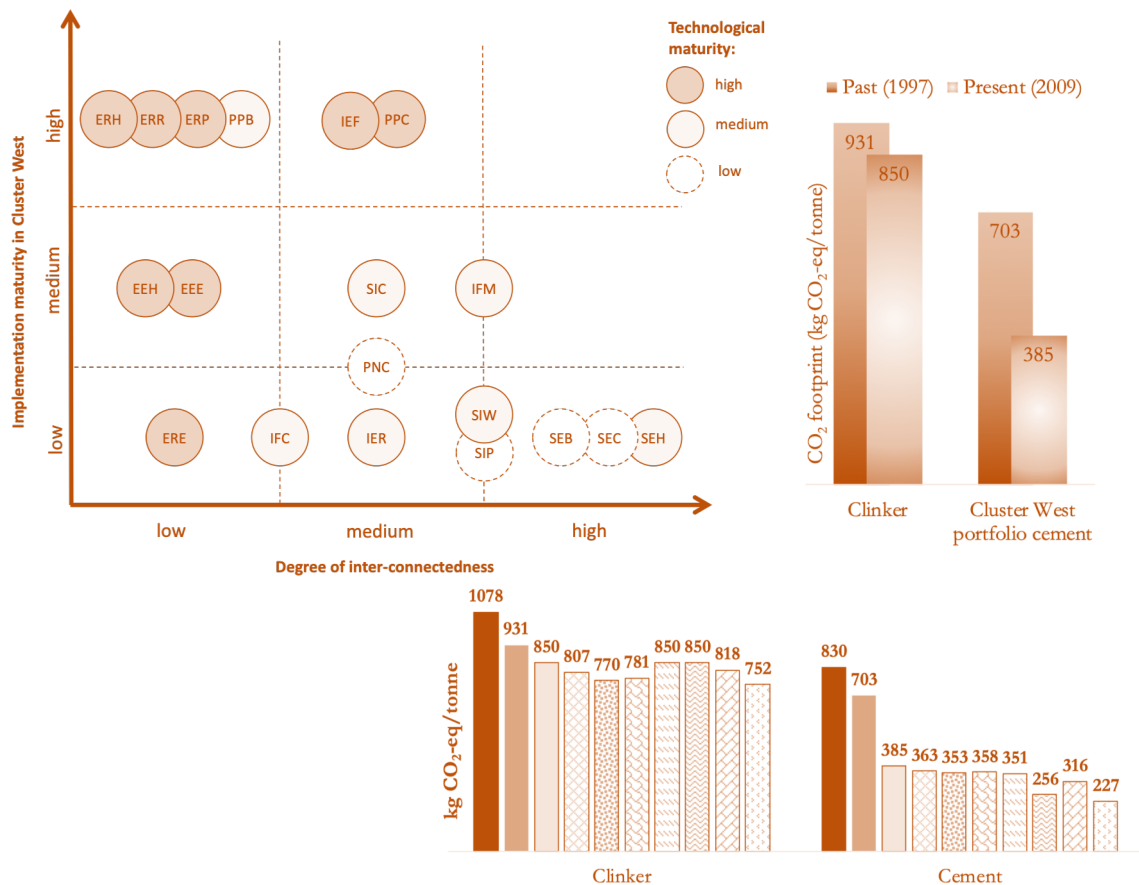 Technological
maturity:
high
medium
low
Implementation maturity in Cluster West
high
medium
low
ERH ERR ERP PPB IEF PPC
EEH EEE SIC IFM
PNC
ERE IFC IER SIW SIP SEB SEC SEH
low medium high
Degree of inter-connectedness
Past (1997) Present (2009)
CO₂ footprint (kg CO₂-eq/tonne)
931
850
703
385
Clinker
Cluster West
portfolio cement
kg CO₂-eq/tonne
1078 931 850 807 770 781 850 850 818 752
830 703 385 363 353 358 351 256 316 227
Clinker Cement